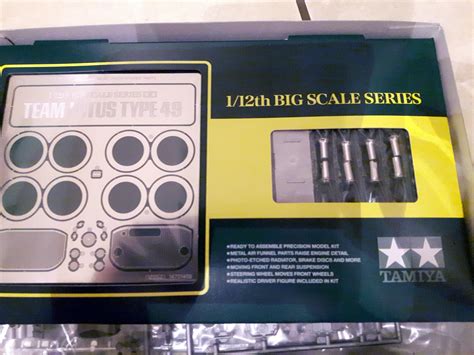 1/12th BIG SCALE SERIES
TEAM LOTUS TYPE 49
•READY TO ASSEMBLE PRECISION MODEL KIT
•METAL AIR FUNNEL PARTS RAISE ENGINE DETAIL
•PHOTO-ETCHED RADIATOR, BRAKE DISCS AND MORE
•MOVING FRONT AND REAR SUSPENSION
•STEERING WHEEL MOVES FRONT WHEELS
•REALISTIC DRIVER FIGURE INCLUDED IN KIT
TAMIYA